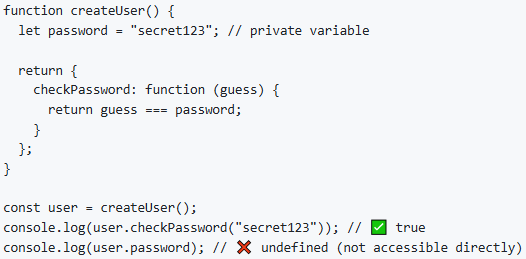 function createUser() {
  let password = "secret123"; // private variable

  return {
    checkPassword: function (guess) {
      return guess === password;
    }
  };
}

const user = createUser();
console.log(user.checkPassword("secret123")); // ✅ true
console.log(user.password); // ❌ undefined (not accessible directly)